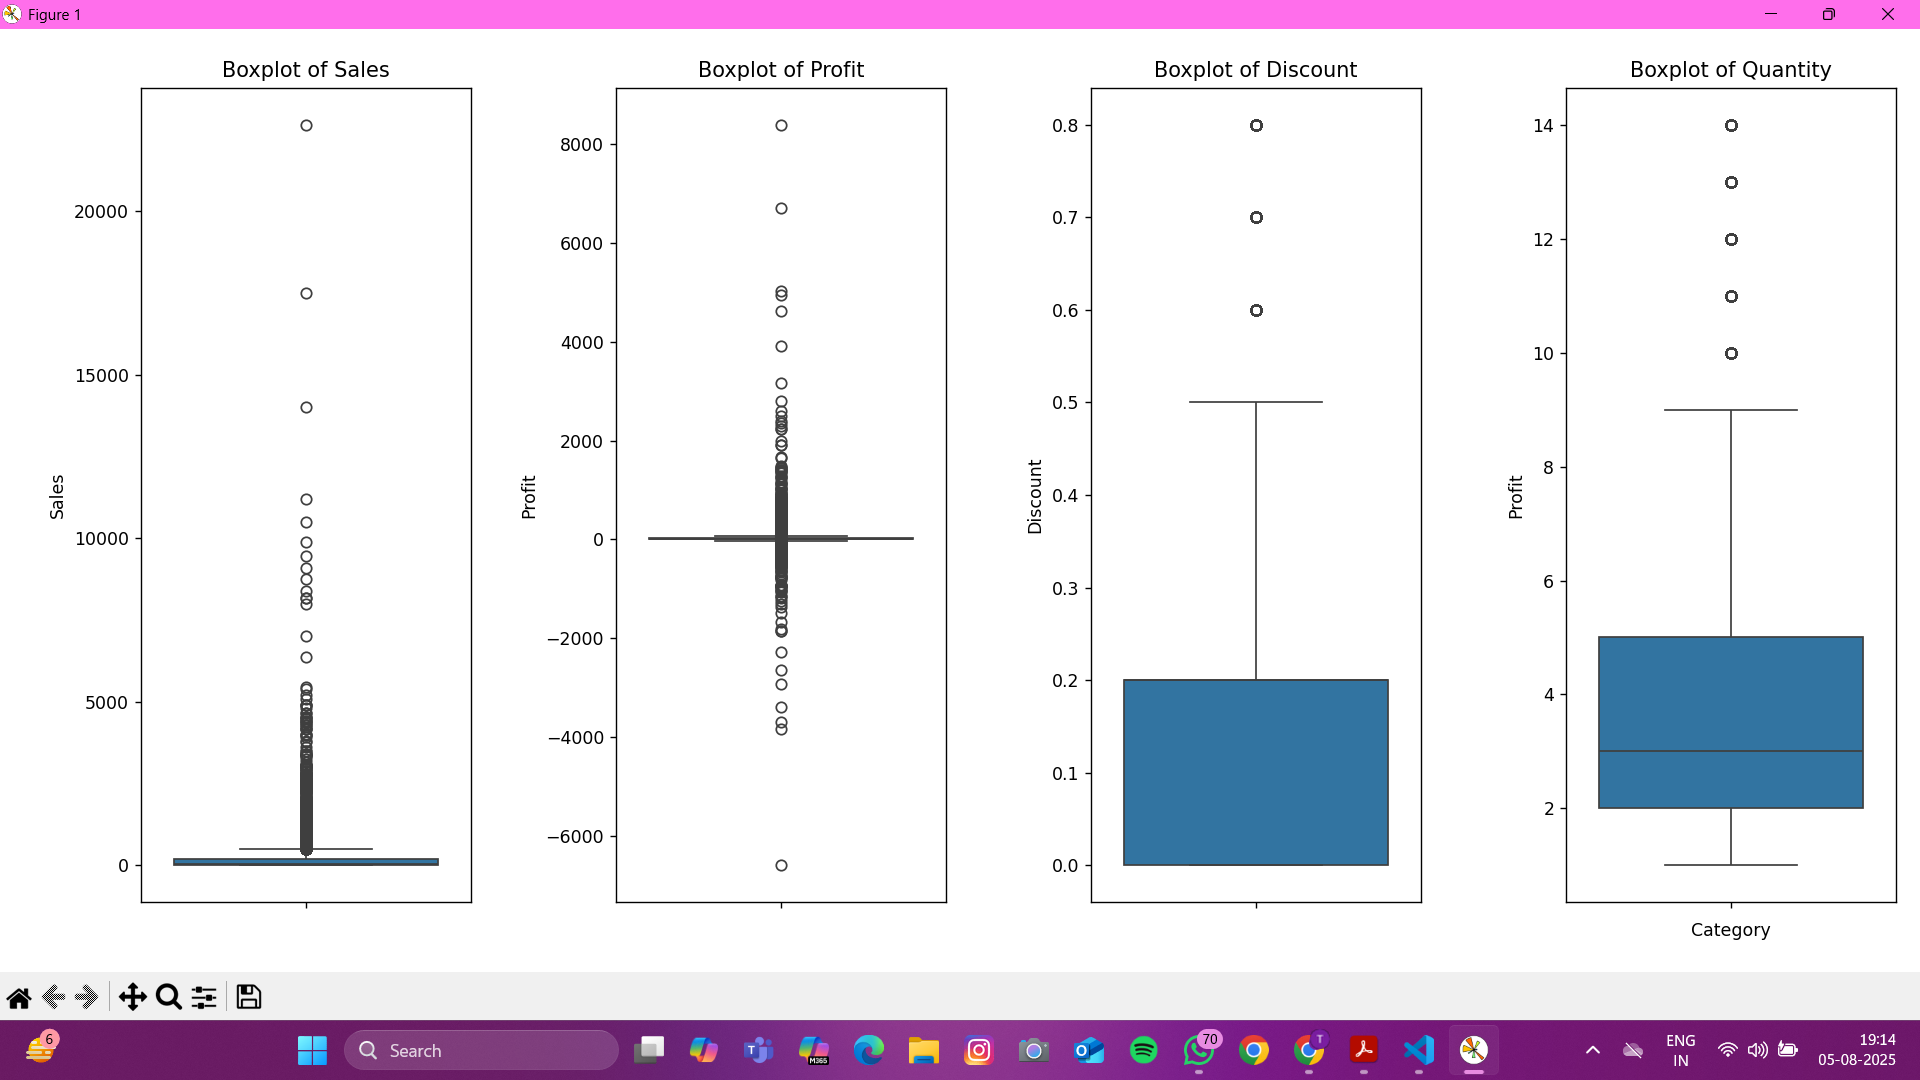 Figure 1
Boxplot of Sales
Boxplot of Profit
Boxplot of Discount
Boxplot of Quantity
Sales
20000
15000
10000
5000
0
Profit
8000
6000
4000
2000
0
−2000
−4000
−6000
Discount
0.8
0.7
0.6
0.5
0.4
0.3
0.2
0.1
0.0
Profit
14
12
10
8
6
4
2
Category
6
Search
M365
70
T
ENG
IN
19:14
05-08-2025